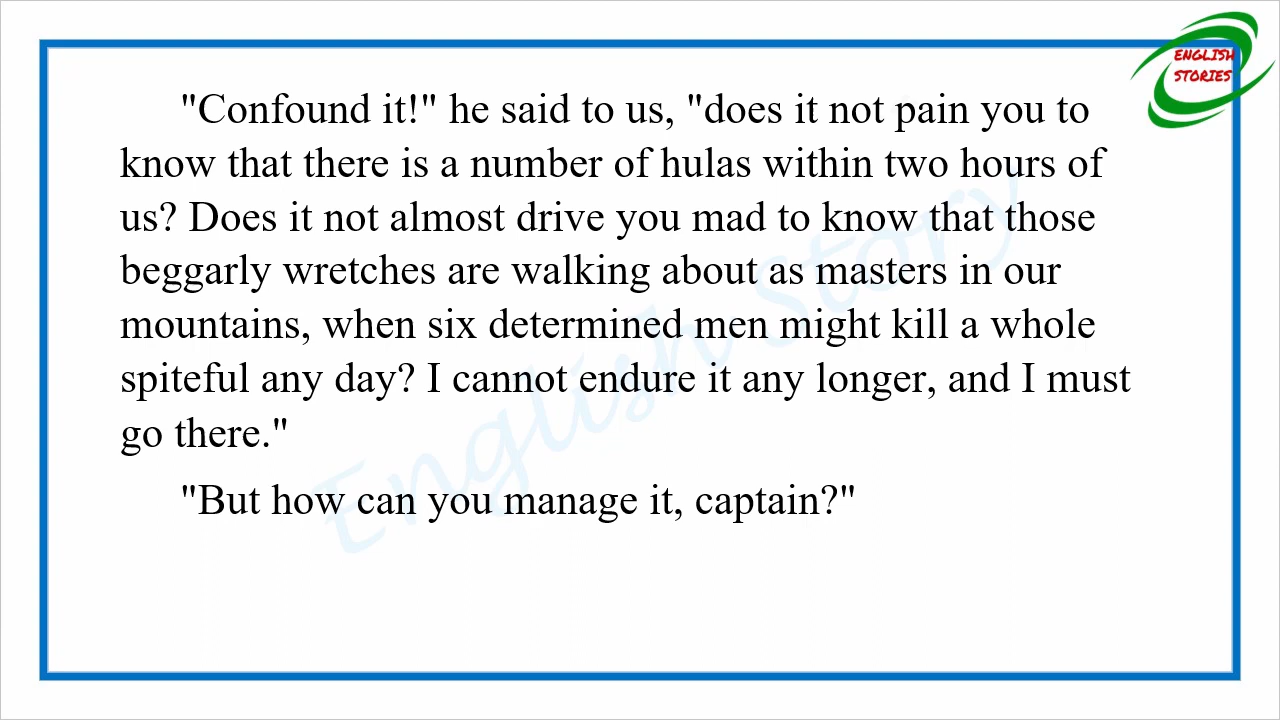 ENGLISH
STORIES
"Confound it!" he said to us, "does it not pain you to
know that there is a number of hulas within two hours of
us? Does it not almost drive you mad to know that those
beggarly wretches are walking about as masters in our
mountains, when six determined men might kill a whole
spiteful any day? I cannot endure it any longer, and I must
go there."
"But how can you manage it, captain?"
English Story